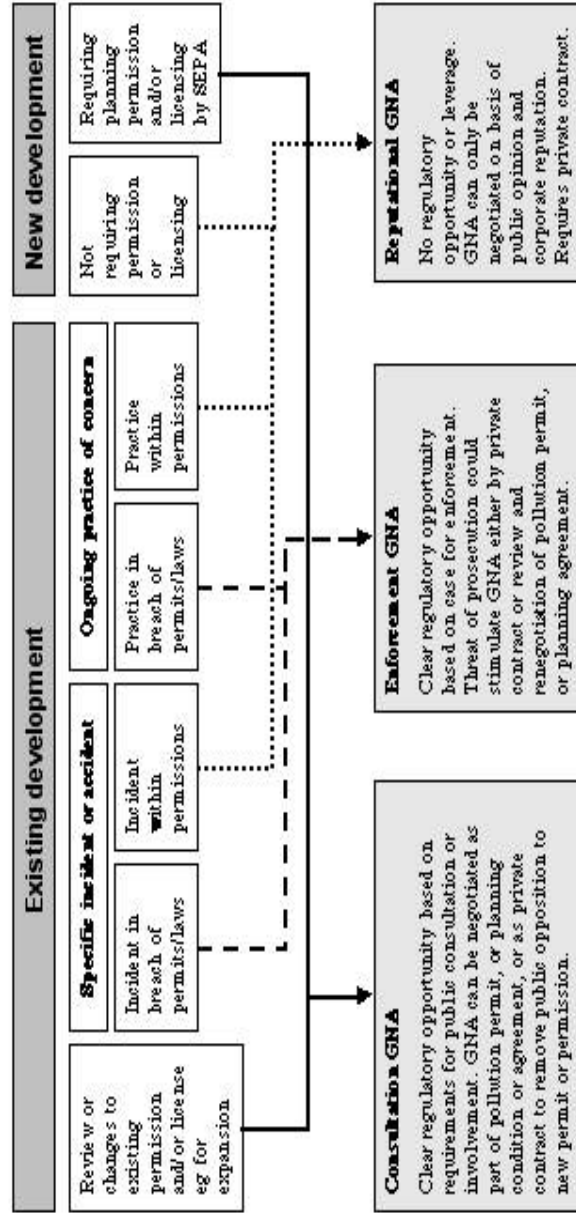 Existing development
New development
Review or
changes to
existing
permission
and/or license
eg for
expansion
Specific incident or accident
Incident in
breach of
permits/laws
Incident
within
permissions
Ongoing practice of concern
Practice in
breach of
permits/laws
Practice
within
permissions
Not
requiring
permission
or
licensing
Requiring
planning
permission
and/or
licensing
by SEPA
Consultation GNA
Clear regulatory opportunity based on
requirements for public consultation or
involvement. GNA can be negotiated as
part of pollution permit, or planning
condition or agreement, or as private
contract to remove public opposition to
new permit or permission.
Enforcement GNA
Clear regulatory opportunity
based on case for enforcement.
Threat of prosecution could
stimulate GNA either by private
contract or review and
renegotiation of pollution permit,
or planning agreement.
Reputational GNA
No regulatory
opportunity or leverage.
GNA can only be
negotiated on basis of
public opinion and
corporate reputation.
Requires private contract.